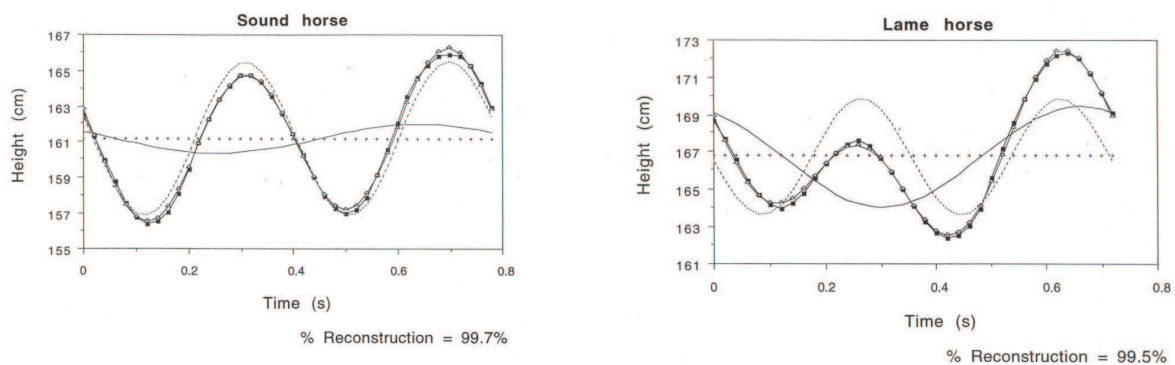 Sound horse
Height (cm)
167
165
163
161
159
157
155
0 0.2 0.4 0.6 0.8
Time (s)
% Reconstruction = 99.7%
Lame horse
Height (cm)
173
171
169
167
165
163
161
0 0.2 0.4 0.6 0.8
Time (s)
% Reconstruction = 99.5%